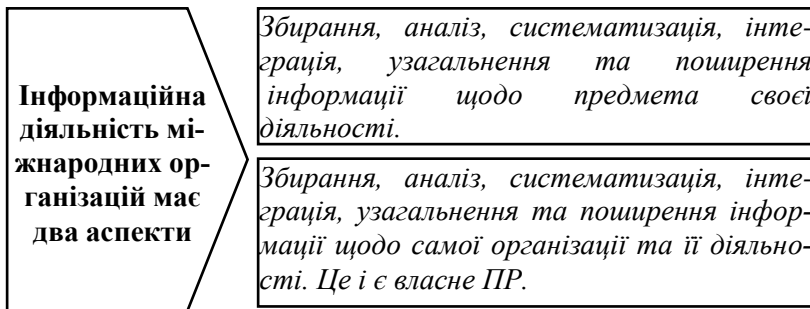 Інформаційна
діяльність мі-
жнародних ор-
ганізацій має
два аспекти
Збирання, аналіз, систематизація, інте-
грація, узагальнення та поширення
інформації щодо предмета своєї
діяльності.
Збирання, аналіз, систематизація, інте-
грація, узагальнення та поширення інфор-
мації щодо самої організації та її діяльно-
сті. Це і є власне ПР.